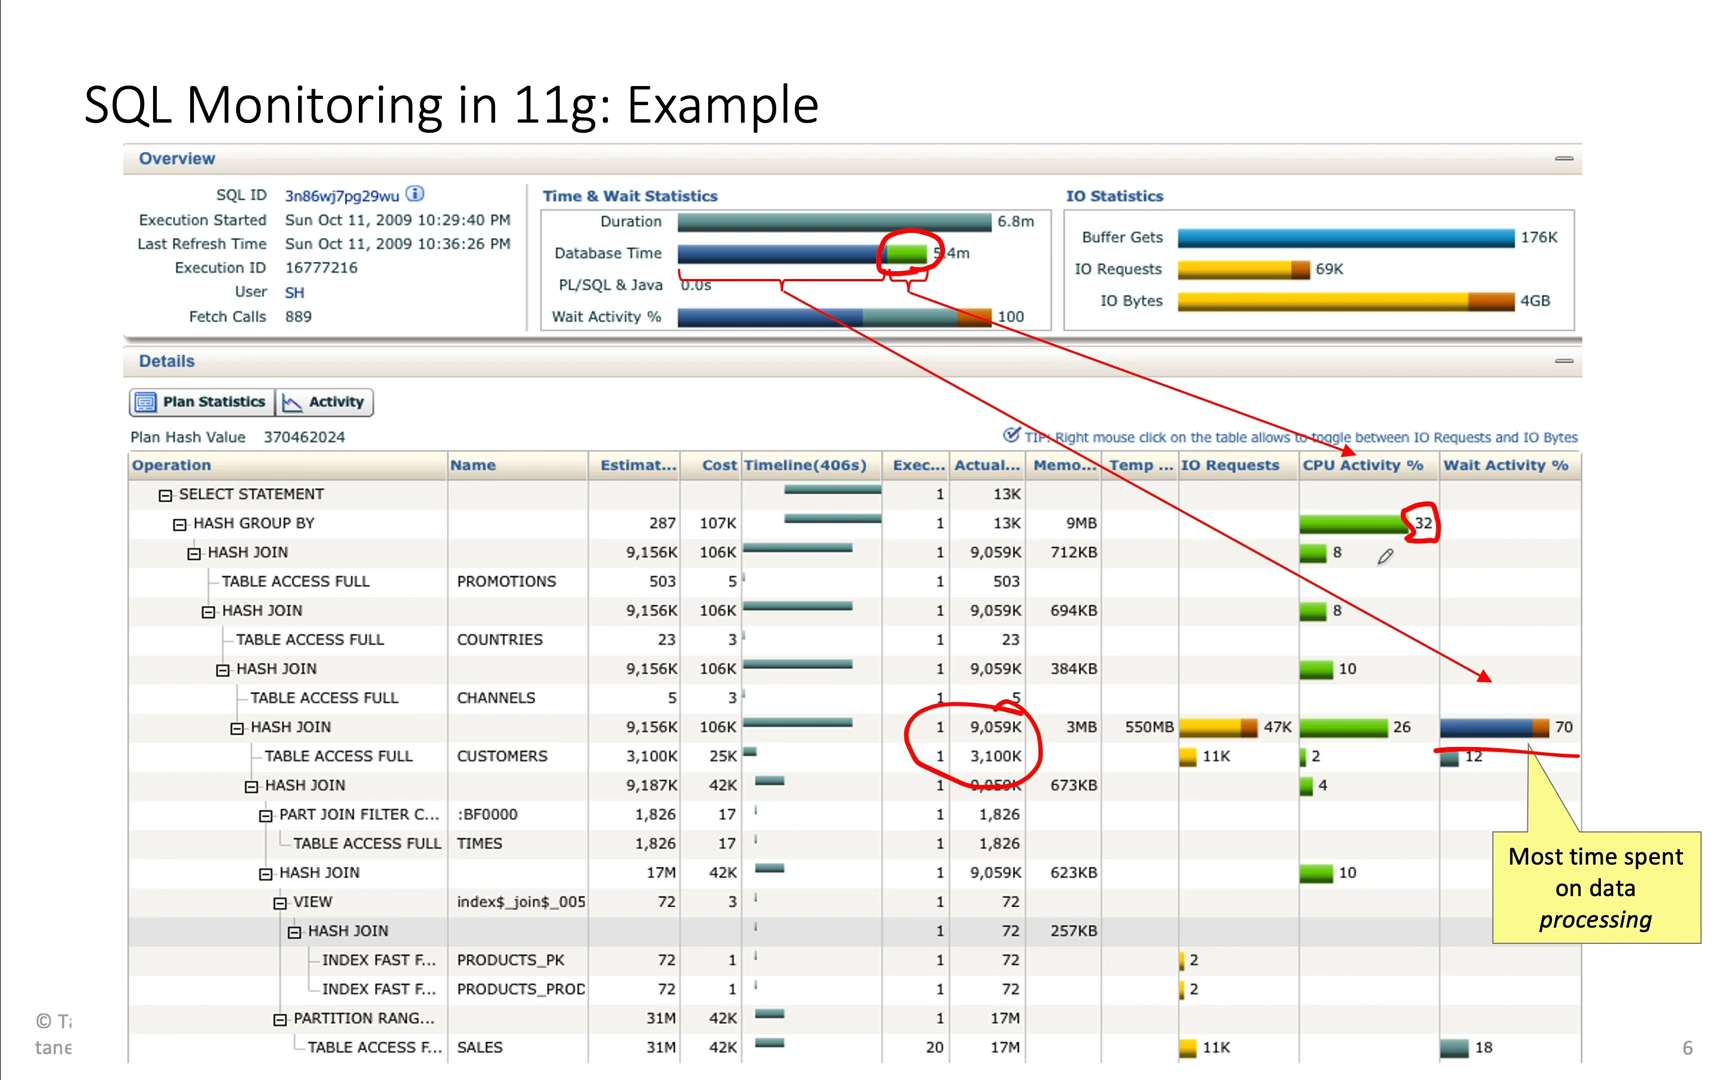 SQL Monitoring in 11g: Example
Overview
SQL ID 3n86wj7pg29wu
Execution Started Sun Oct 11, 2009 10:29:40 PM
Last Refresh Time Sun Oct 11, 2009 10:36:26 PM
Execution ID 16777216
User SH
Fetch Calls 889
Time & Wait Statistics
Duration 6.8m
Database Time 5.4m
PL/SQL & Java 0.0s
Wait Activity % 100
IO Statistics
Buffer Gets 176K
IO Requests 69K
IO Bytes 4GB
Details
Plan Statistics Activity
Plan Hash Value 370462024
TIP: Right mouse click on the table allows to toggle between IO Requests and IO Bytes
Operation Name Estimat... Cost Timeline(406s) Exec... Actual... Memo... Temp ... IO Requests CPU Activity % Wait Activity %
SELECT STATEMENT 1 13K
HASH GROUP BY 287 107K 1 13K 9MB 32
HASH JOIN 9,156K 106K 1 9,059K 712KB 8
TABLE ACCESS FULL PROMOTIONS 503 5 1 503
HASH JOIN 9,156K 106K 1 9,059K 694KB 8
TABLE ACCESS FULL COUNTRIES 23 3 1 23
HASH JOIN 9,156K 106K 1 9,059K 384KB 10
TABLE ACCESS FULL CHANNELS 5 3 1 5
HASH JOIN 9,156K 106K 1 9,059K 3MB 550MB 47K 26 70
TABLE ACCESS FULL CUSTOMERS 3,100K 25K 1 3,100K 11K 2 12
HASH JOIN 9,187K 42K 1 9,059K 673KB 4
PART JOIN FILTER C... :BF0000 1,826 17 1 1,826
TABLE ACCESS FULL TIMES 1,826 17 1 1,826
HASH JOIN 17M 42K 1 9,059K 623KB 10
VIEW index$_join$_005 72 3 1 72
HASH JOIN 1 72 257KB
INDEX FAST F... PRODUCTS_PK 72 1 1 72 2
INDEX FAST F... PRODUCTS_PROD 72 1 1 72 2
PARTITION RANG... 31M 42K 1 17M
TABLE ACCESS F... SALES 31M 42K 20 17M 11K 18
Most time spent
on data
processing
© Ta
tane
6